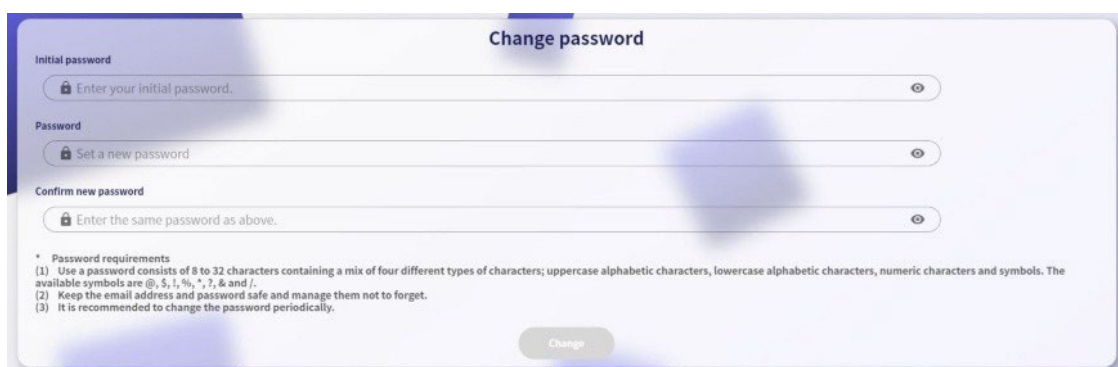 Change password
Initial password
Enter your initial password.
Password
Set a new password
Confirm new password
Enter the same password as above.
* Password requirements
(1) Use a password consists of 8 to 32 characters containing a mix of four different types of characters; uppercase alphabetic characters, lowercase alphabetic characters, numeric characters and symbols. The
available symbols are @, $, !, %, *, ?, & and /.
(2) Keep the email address and password safe and manage them not to forget.
(3) It is recommended to change the password periodically.
Change